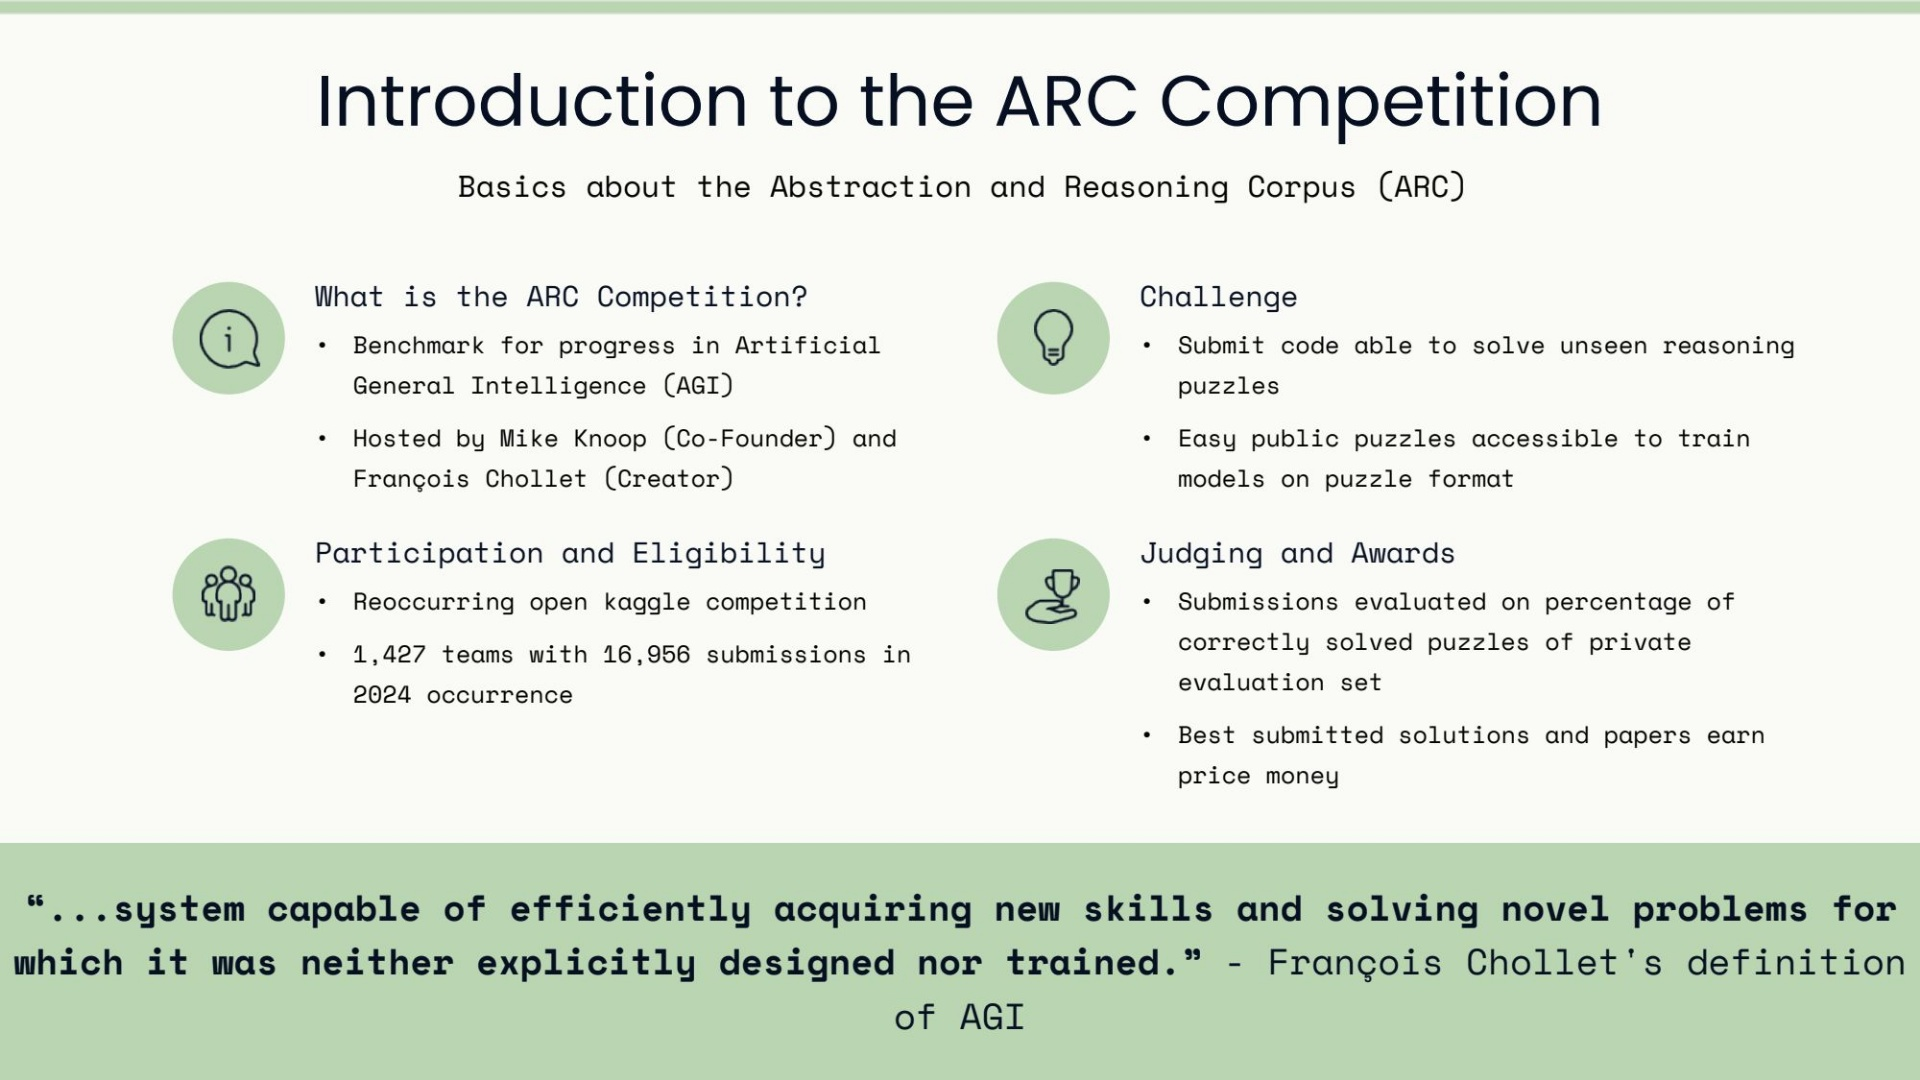 Introduction to the ARC Competition
Basics about the Abstraction and Reasoning Corpus (ARC)
What is the ARC Competition?
• Benchmark for progress in Artificial
General Intelligence (AGI)
• Hosted by Mike Knoop (Co-Founder) and
François Chollet (Creator)
Challenge
• Submit code able to solve unseen reasoning
puzzles
• Easy public puzzles accessible to train
models on puzzle format
Participation and Eligibility
• Reoccurring open kaggle competition
• 1,427 teams with 16,956 submissions in
2024 occurrence
Judging and Awards
• Submissions evaluated on percentage of
correctly solved puzzles of private
evaluation set
• Best submitted solutions and papers earn
price money
“...system capable of efficiently acquiring new skills and solving novel problems for
which it was neither explicitly designed nor trained.” - François Chollet's definition
of AGI